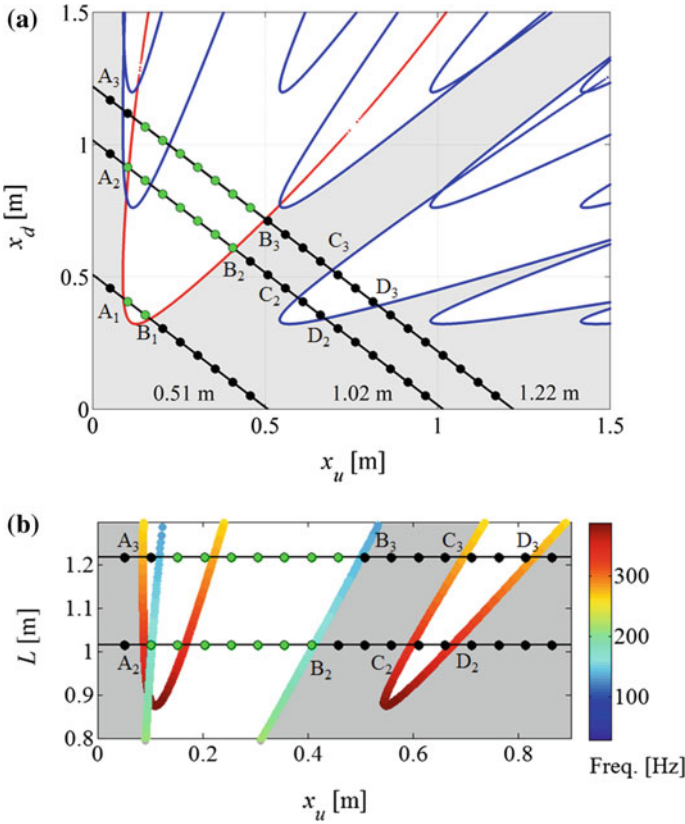 (a)
1.5
1
0.5
0
x_d [m]
A₃
A₂
A₁
B₁
B₂
B₃
C₂
C₃
D₂
D₃
0.51 m
1.02 m
1.22 m
0
0.5
1
1.5
x_u [m]
(b)
1.2
1.1
1
0.9
0.8
L [m]
A₃
B₃
C₃
D₃
A₂
B₂
C₂
D₂
0
0.2
0.4
0.6
0.8
x_u [m]
300
200
100
Freq. [Hz]